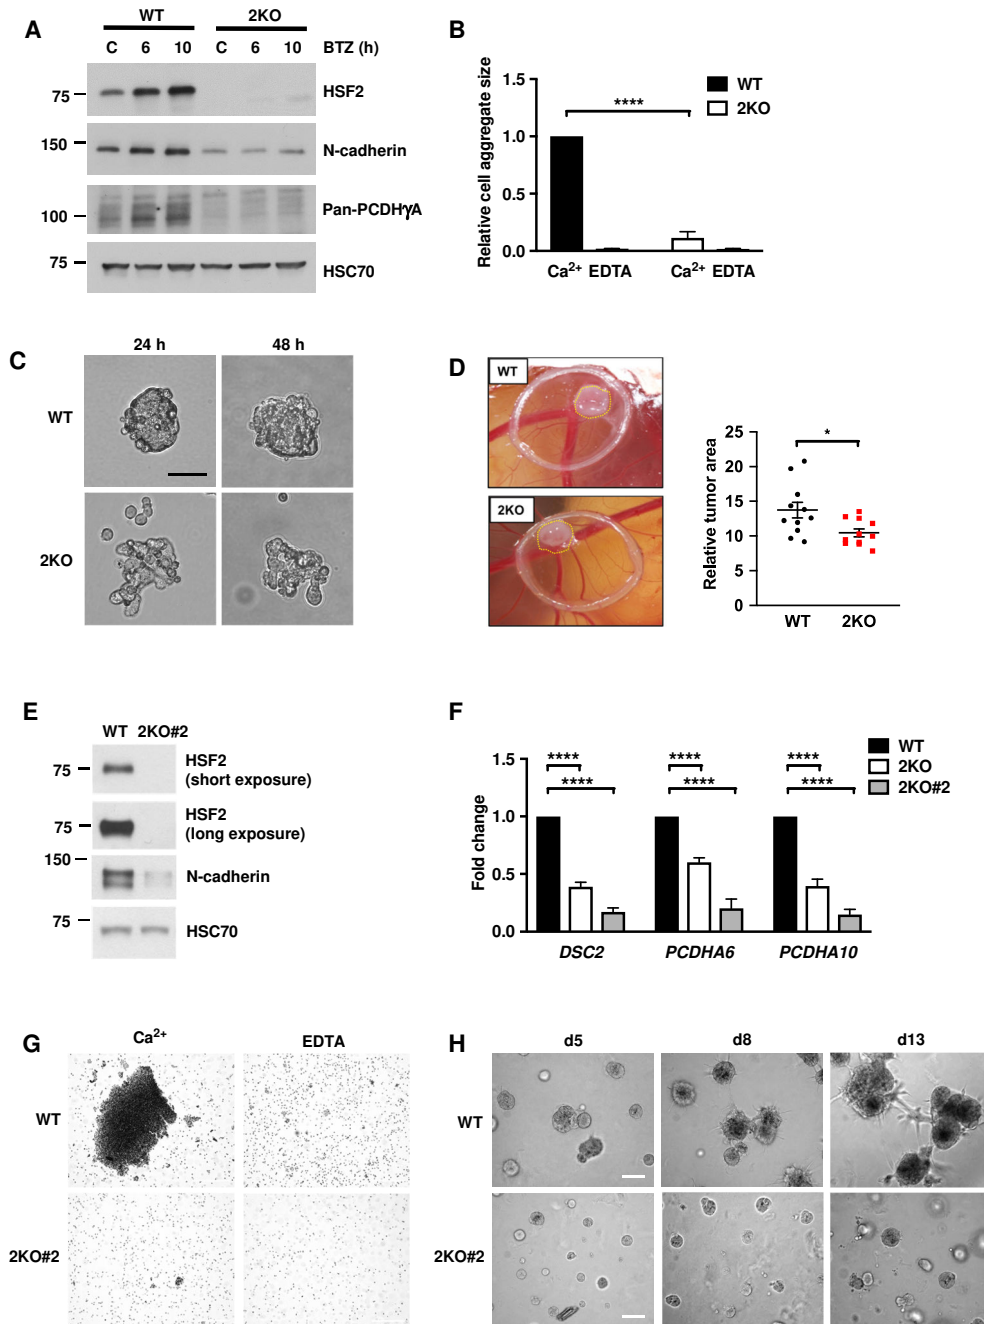 A
WT 2KO
C 6 10 C 6 10 BTZ (h)
75 HSF2
150 N-cadherin
100 Pan-PCDHγA
75 HSC70
B
Relative cell aggregate size
1.5
1.0
0.5
0.0
****
WT
2KO
Ca2+ EDTA Ca2+ EDTA
C
24 h 48 h
WT
2KO
D
WT
2KO
Relative tumor area
25
20
15
10
5
0
*
WT 2KO
E
WT 2KO#2
75 HSF2
(short exposure)
75 HSF2
(long exposure)
150
N-cadherin
75
HSC70
F
Fold change
1.5
1.0
0.5
0.0
**** **** ****
**** **** ****
WT
2KO
2KO#2
DSC2 PCDHA6 PCDHA10
G
Ca2+ EDTA
WT
2KO#2
H
d5 d8 d13
WT
2KO#2